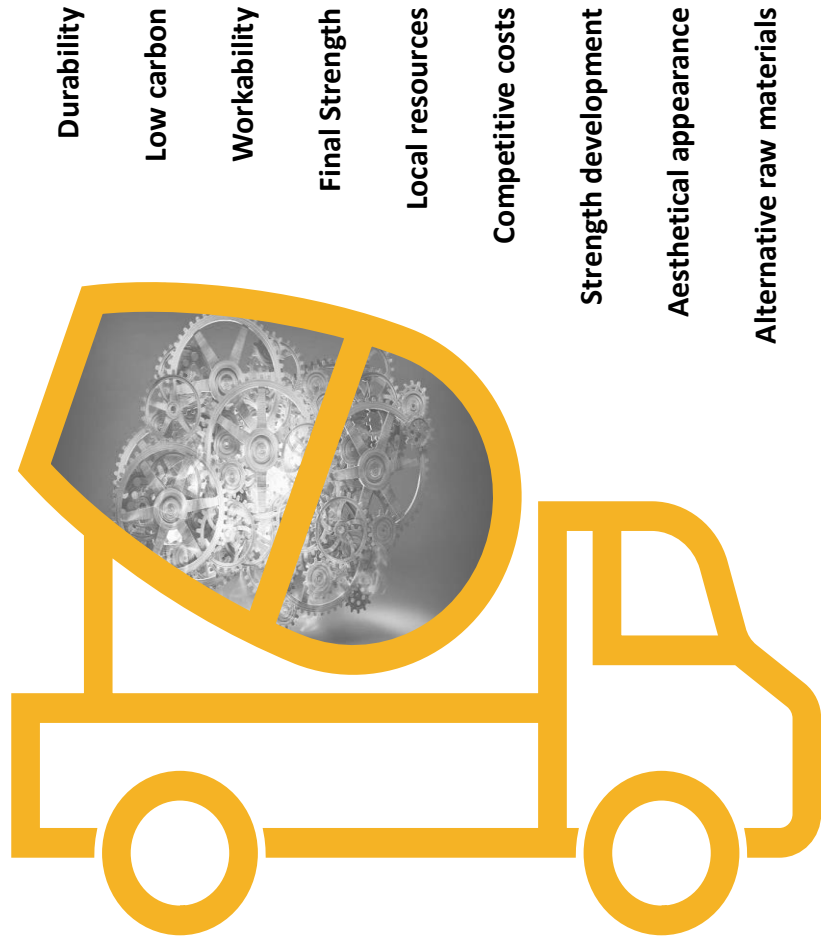 Durability
Low carbon
Workability
Final Strength
Local resources
Competitive costs
Strength development
Aesthetical appearance
Alternative raw materials